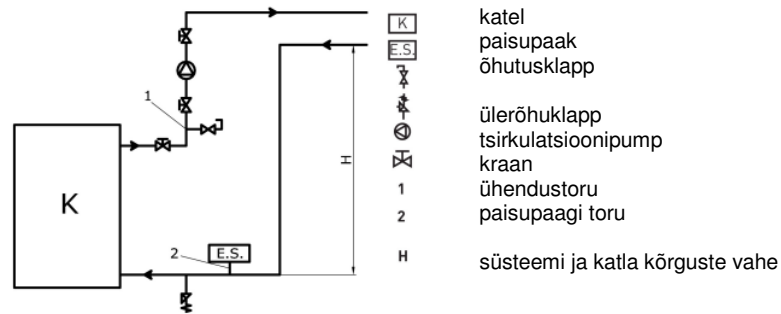 K
1
2
E.S.
H
K katel
E.S. paisupaak
õhutusklapp
ülerõhuklapp
tsirkulatsioonipump
kraan
1 ühendustoru
2 paisupaagi toru
H süsteemi ja katla kõrguste vahe